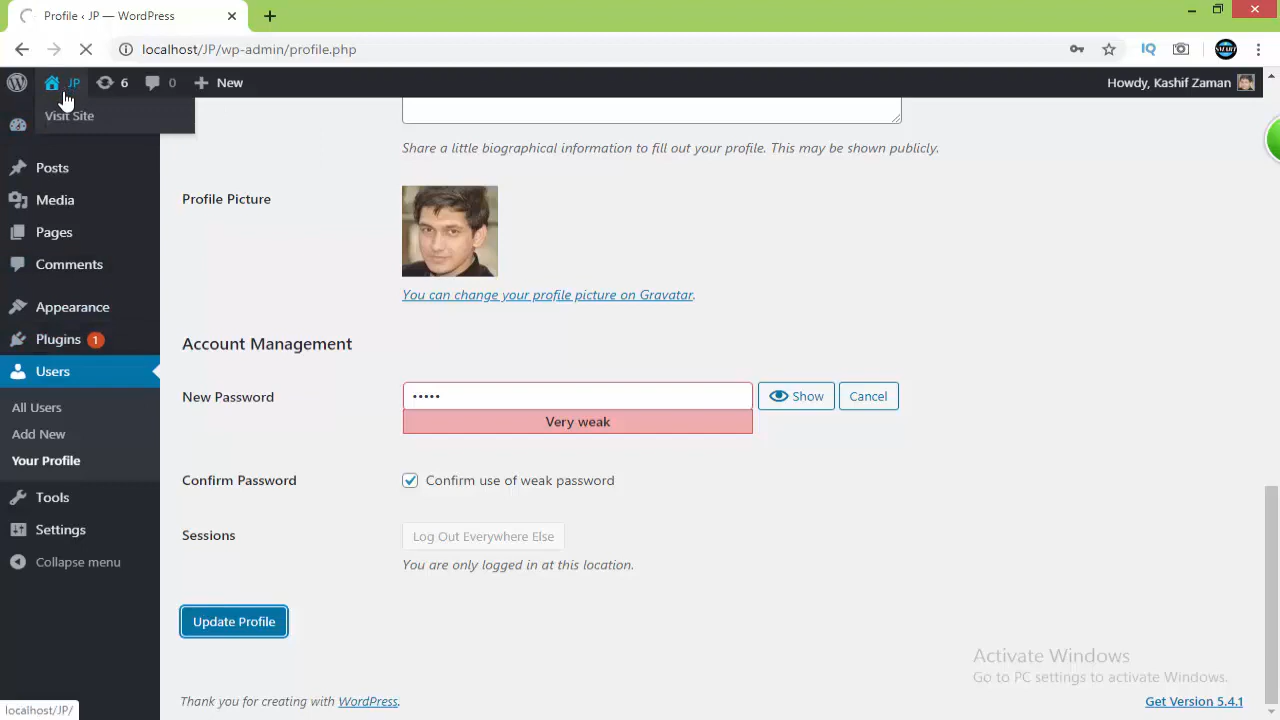 Profile ‹ JP — WordPress
localhost/JP/wp-admin/profile.php
IQ
SMART
JP
6
0
New
Howdy, Kashif Zaman
Visit Site
Posts
Media
Pages
Comments
Appearance
Plugins 1
Users
All Users
Add New
Your Profile
Tools
Settings
Collapse menu
Share a little biographical information to fill out your profile. This may be shown publicly.
Profile Picture
You can change your profile picture on Gravatar.
Account Management
New Password
•••••
Show
Cancel
Very weak
Confirm Password
Confirm use of weak password
Sessions
Log Out Everywhere Else
You are only logged in at this location.
Update Profile
Activate Windows
Go to PC settings to activate Windows.
Thank you for creating with WordPress.
Get Version 5.4.1
localhost/JP/